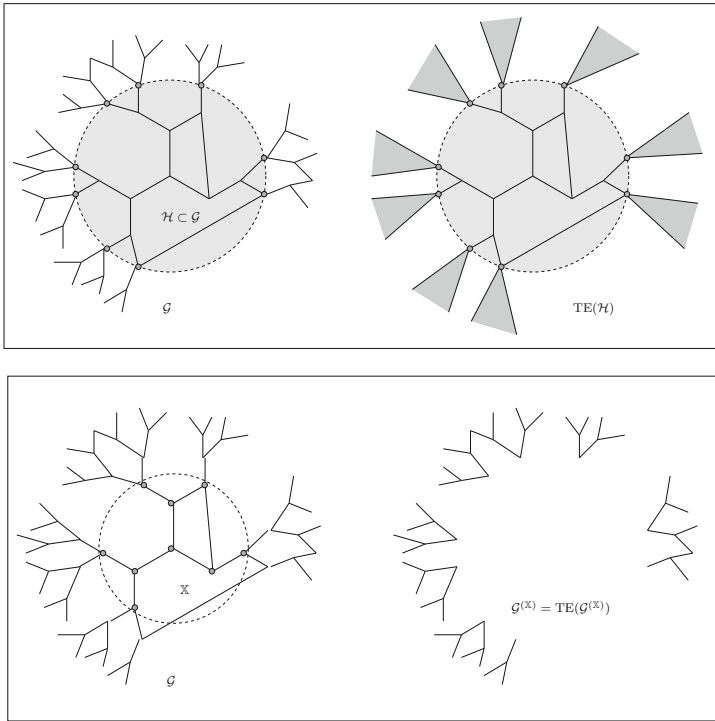 ℋ ⊂ 𝒢
𝒢
TE(ℋ)
𝕏
𝒢^(𝕏) = TE(𝒢^(𝕏))
𝒢